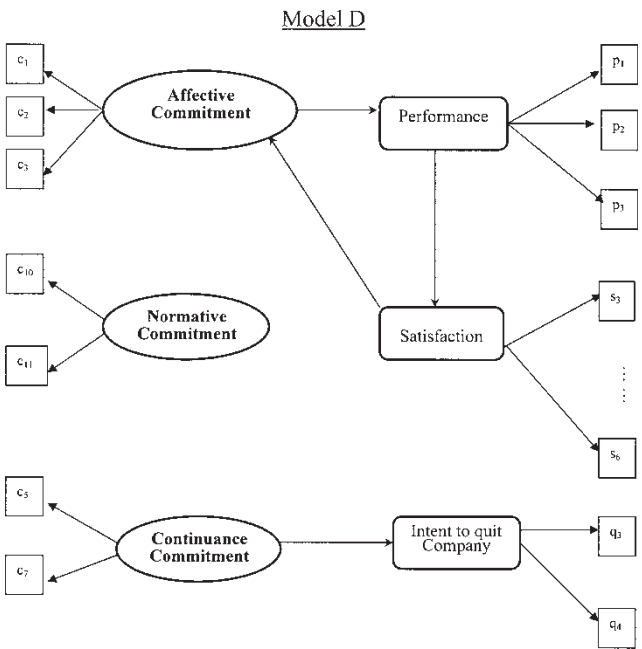 Model D
c₁
c₂
c₃
Affective
Commitment
Performance
p₁
p₂
p₃
c₁₀
c₁₁
Normative
Commitment
Satisfaction
s₃
s₆
c₅
c₇
Continuance
Commitment
Intent to quit
Company
q₃
q₄